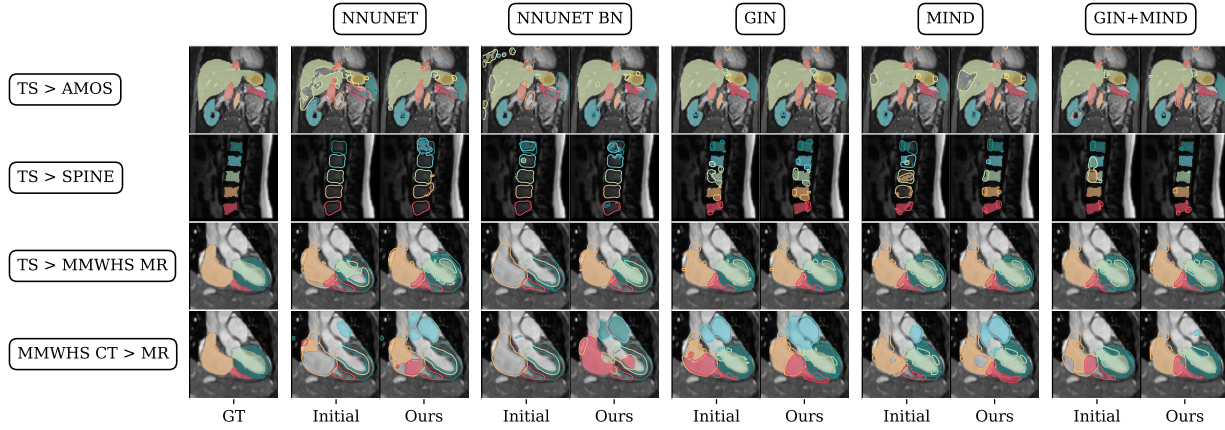 NNUNET NNUNET BN GIN MIND GIN+MIND
TS > AMOS
TS > SPINE
TS > MMWHS MR
MMWHS CT > MR
GT Initial Ours Initial Ours Initial Ours Initial Ours Initial Ours